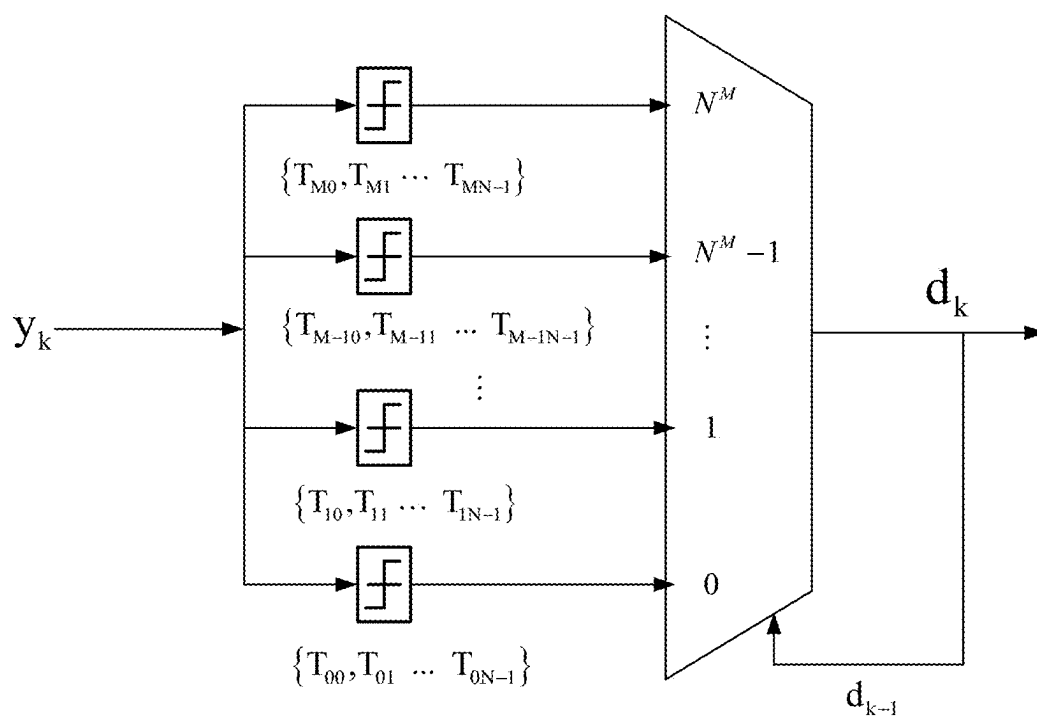 N^M
{T_M0, T_M1 ⋯ T_MN−1}
N^M −1
{T_M−10, T_M−11 ... T_M−1N−1}
y_k
d_k
⋮
⋮
1
{T_10, T_11 ⋯ T_1N−1}
0
{T_00, T_01 ... T_0N−1}
d_k−1